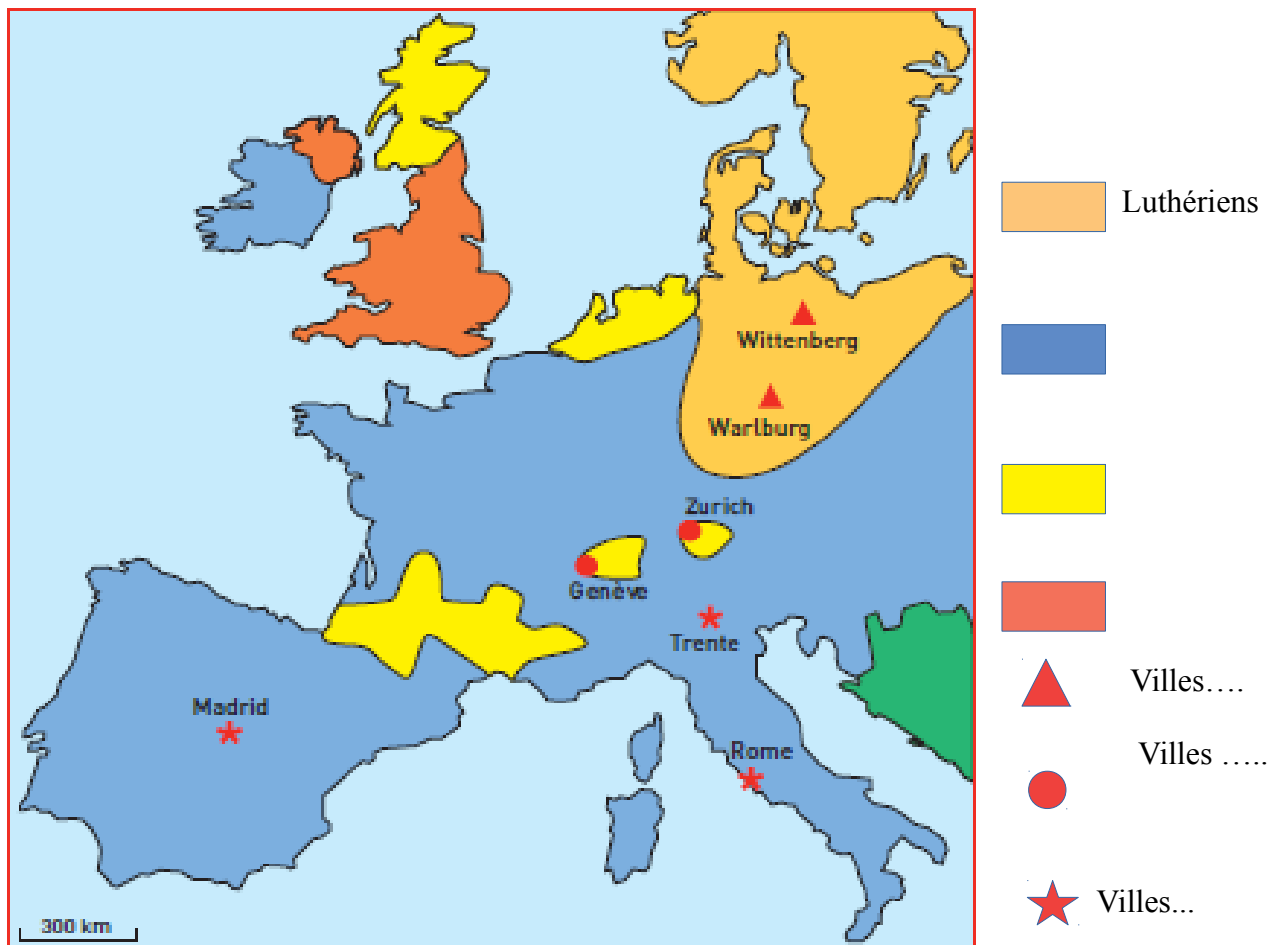 Luthériens
Wittenberg
Warlburg
Zurich
Genève
Trente
Villes….
Madrid
Rome
Villes …..
Villes...
300 km